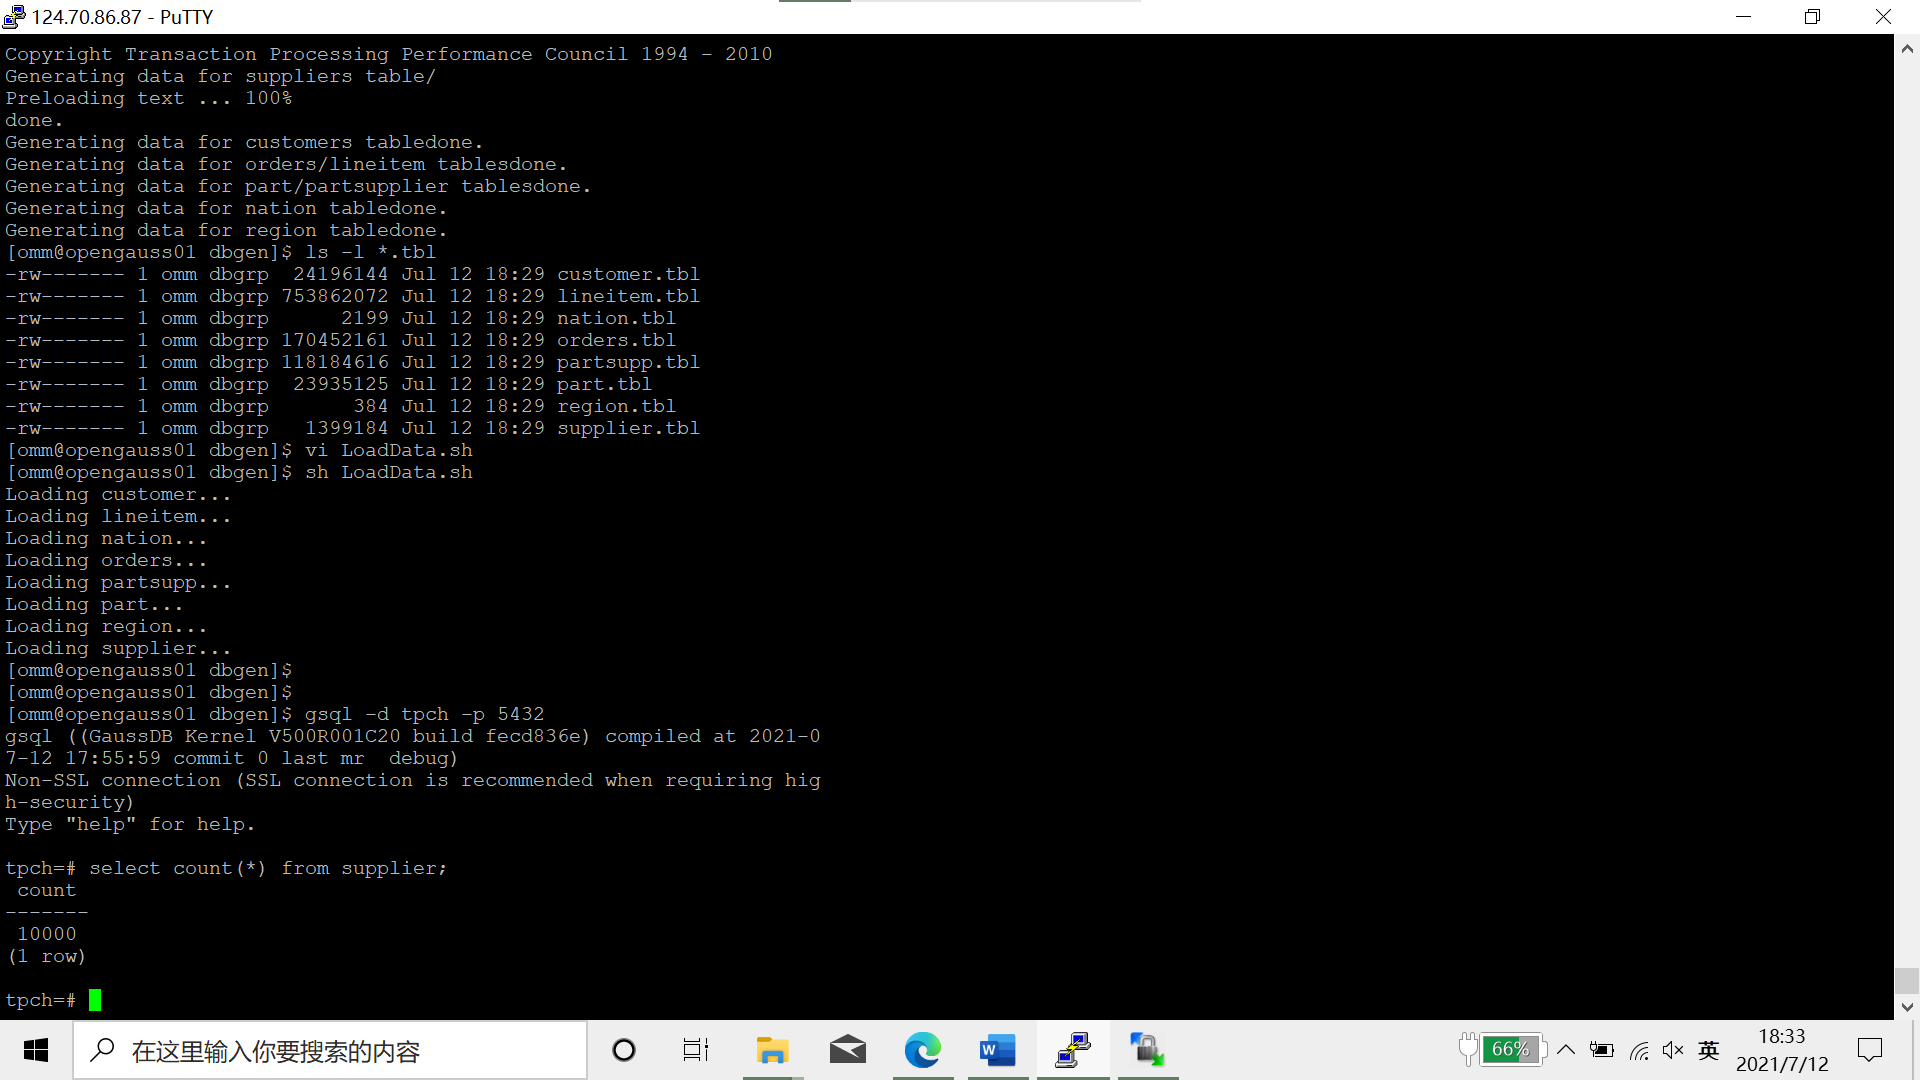 124.70.86.87 - PuTTY
Copyright Transaction Processing Performance Council 1994 - 2010
Generating data for suppliers table/
Preloading text ... 100%
done.
Generating data for customers tabledone.
Generating data for orders/lineitem tablesdone.
Generating data for part/partsupplier tablesdone.
Generating data for nation tabledone.
Generating data for region tabledone.
[omm@opengauss01 dbgen]$ ls -l *.tbl
-rw------- 1 omm dbgrp  24196144 Jul 12 18:29 customer.tbl
-rw------- 1 omm dbgrp 753862072 Jul 12 18:29 lineitem.tbl
-rw------- 1 omm dbgrp      2199 Jul 12 18:29 nation.tbl
-rw------- 1 omm dbgrp 170452161 Jul 12 18:29 orders.tbl
-rw------- 1 omm dbgrp 118184616 Jul 12 18:29 partsupp.tbl
-rw------- 1 omm dbgrp  23935125 Jul 12 18:29 part.tbl
-rw------- 1 omm dbgrp       384 Jul 12 18:29 region.tbl
-rw------- 1 omm dbgrp   1399184 Jul 12 18:29 supplier.tbl
[omm@opengauss01 dbgen]$ vi LoadData.sh
[omm@opengauss01 dbgen]$ sh LoadData.sh
Loading customer...
Loading lineitem...
Loading nation...
Loading orders...
Loading partsupp...
Loading part...
Loading region...
Loading supplier...
[omm@opengauss01 dbgen]$
[omm@opengauss01 dbgen]$
[omm@opengauss01 dbgen]$ gsql -d tpch -p 5432
gsql ((GaussDB Kernel V500R001C20 build fecd836e) compiled at 2021-0
7-12 17:55:59 commit 0 last mr  debug)
Non-SSL connection (SSL connection is recommended when requiring hig
h-security)
Type "help" for help.
tpch=# select count(*) from supplier;
 count
-------
 10000
(1 row)
tpch=#
在这里输入你要搜索的内容
W
66%
英
18:33
2021/7/12